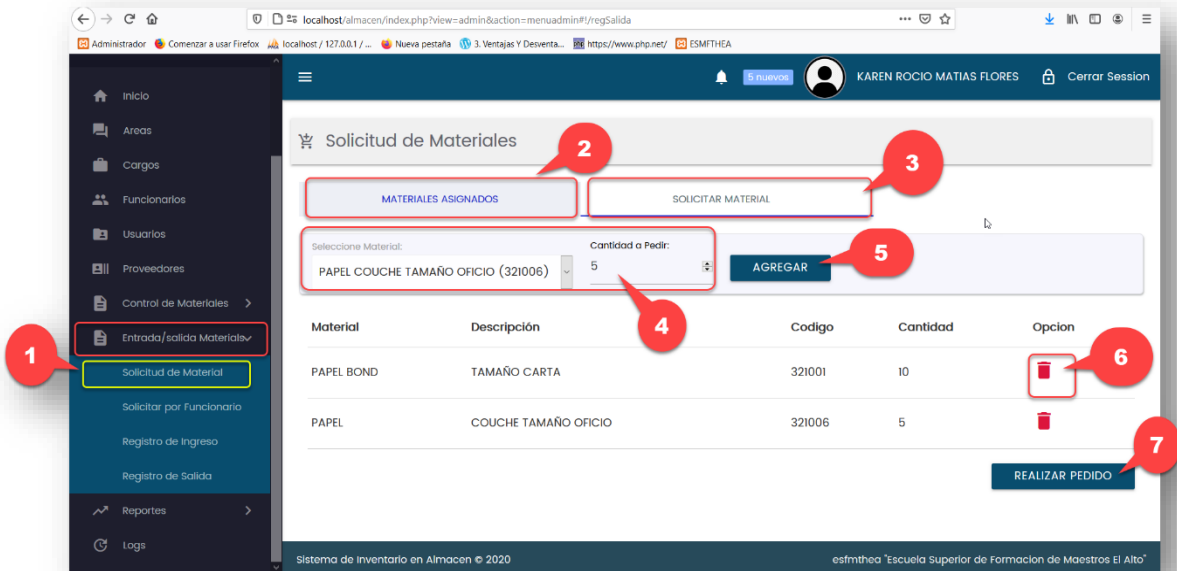 localhost/almacen/index.php?view=admin&action=menuadmin#!/regSalida
Administrador Comenzar a usar Firefox localhost / 127.0.0.1 / ... Nueva pestaña 3. Ventajas Y Desventa... https://www.php.net/ ESMFTHEA
5 nuevos KAREN ROCIO MATIAS FLORES Cerrar Session
Inicio
Areas
Cargos
Funcionarios
Usuarios
Proveedores
Control de Materiales
Entrada/salida Materials
Solicitud de Material
Solicitar por Funcionario
Registro de Ingreso
Registro de Salida
Reportes
Logs
1
Solicitud de Materiales
2
3
MATERIALES ASIGNADOS SOLICITAR MATERIAL
Seleccione Material: Cantidad a Pedir:
PAPEL COUCHE TAMAÑO OFICIO (321006) 5 AGREGAR
5
4
Material Descripción Codigo Cantidad Opcion
PAPEL BOND TAMAÑO CARTA 321001 10
6
PAPEL COUCHE TAMAÑO OFICIO 321006 5
7
REALIZAR PEDIDO
Sistema de Inventario en Almacen © 2020 esfmthea "Escuela Superior de Formacion de Maestros El Alto"